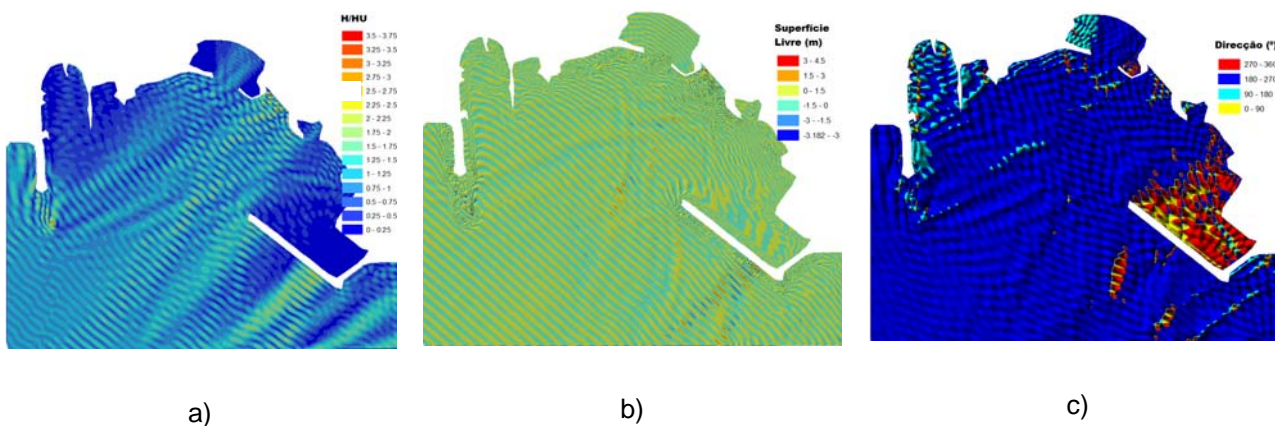 H/HU
3.5 - 3.75
3.25 - 3.5
3 - 3.25
2.75 - 3
2.5 - 2.75
2.25 - 2.5
2 - 2.25
1.75 - 2
1.5 - 1.75
1.25 - 1.5
1 - 1.25
0.75 - 1
0.5 - 0.75
0.25 - 0.5
0 - 0.25
a)
Superfície
Livre (m)
3 - 4.5
1.5 - 3
0 - 1.5
-1.5 - 0
-3 - -1.5
-3.182 - -3
b)
Direcção (º)
270 - 360
180 - 270
90 - 180
0 - 90
c)